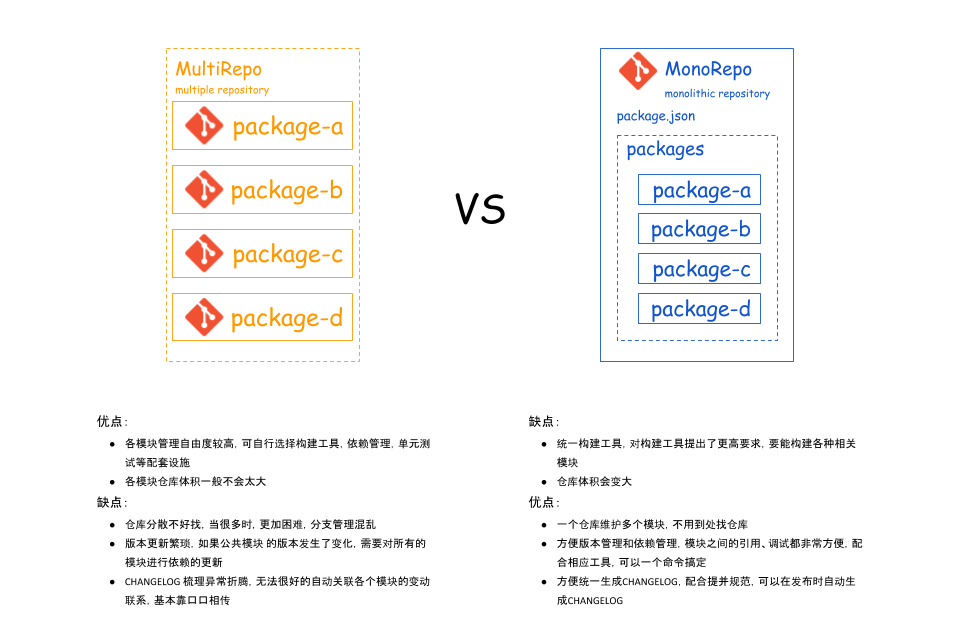 MultiRepo
multiple repository
package-a
package-b
package-c
package-d
VS
MonoRepo
monolithic repository
package.json
packages
package-a
package-b
package-c
package-d
优点：
● 各模块管理自由度较高，可自行选择构建工具，依赖管理，单元测
试等配套设施
● 各模块仓库体积一般不会太大
缺点：
● 仓库分散不好找，当很多时，更加困难，分支管理混乱
● 版本更新繁琐，如果公共模块 的版本发生了变化，需要对所有的
模块进行依赖的更新
● CHANGELOG 梳理异常折腾，无法很好的自动关联各个模块的变动
联系，基本靠口口相传
缺点：
● 统一构建工具，对构建工具提出了更高要求，要能构建各种相关
模块
● 仓库体积会变大
优点：
● 一个仓库维护多个模块，不用到处找仓库
● 方便版本管理和依赖管理，模块之间的引用、调试都非常方便，配
合相应工具，可以一个命令搞定
● 方便统一生成CHANGELOG，配合提并规范，可以在发布时自动生
成CHANGELOG